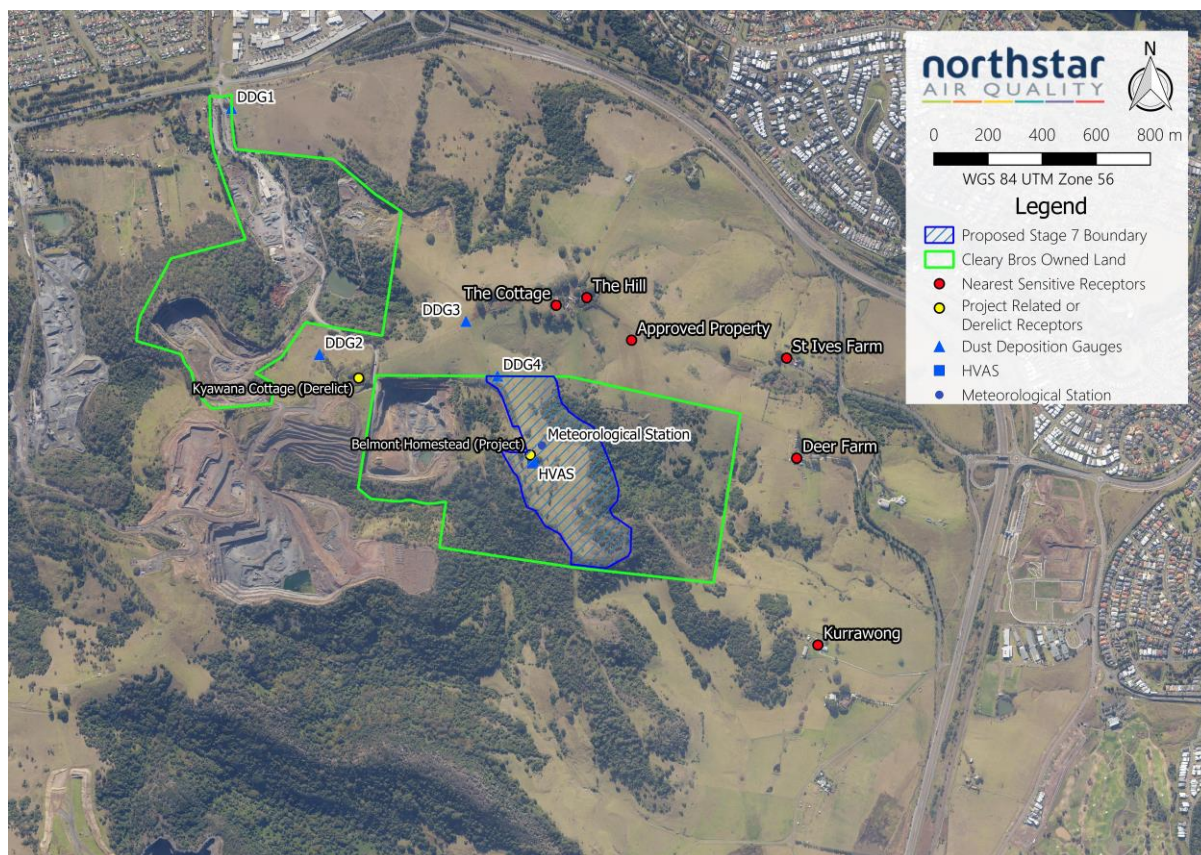 northstar
AIR QUALITY
N
0 200 400 600 800 m
WGS 84 UTM Zone 56
Legend
Proposed Stage 7 Boundary
Cleary Bros Owned Land
Nearest Sensitive Receptors
Project Related or
Derelict Receptors
Dust Deposition Gauges
HVAS
Meteorological Station
DDG1
The Hill
The Cottage
DDG3
Approved Property
DDG2
St Ives Farm
DDG4
Kyawana Cottage (Derelict)
Meteorological Station
Belmont Homestead (Project)
Deer Farm
HVAS
Kurrawong